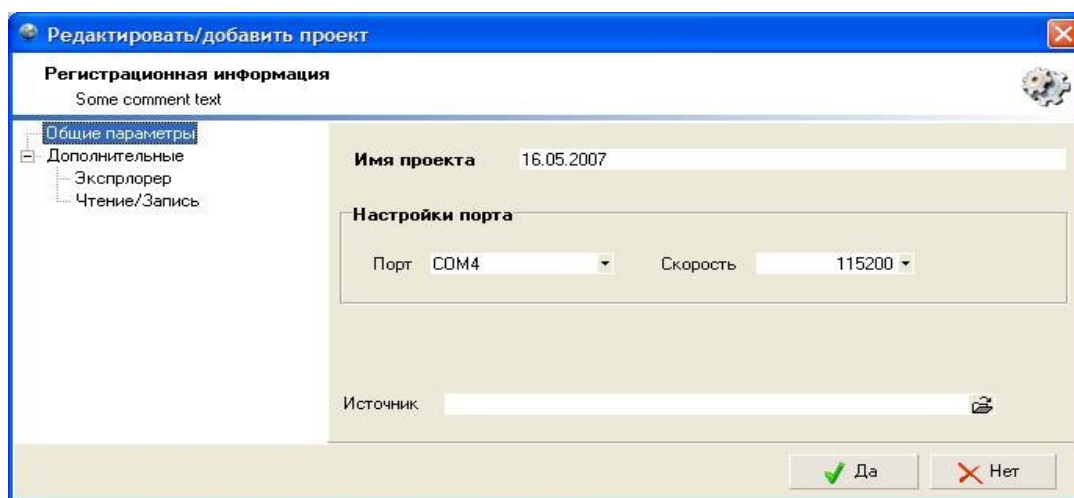 Редактировать/добавить проект
Регистрационная информация
Some comment text
Общие параметры
Дополнительные
Эксprлорер
Чтение/Запись
Имя проекта 16.05.2007
Настройки порта
Порт COM4 Скорость 115200
Источник
Да Нет